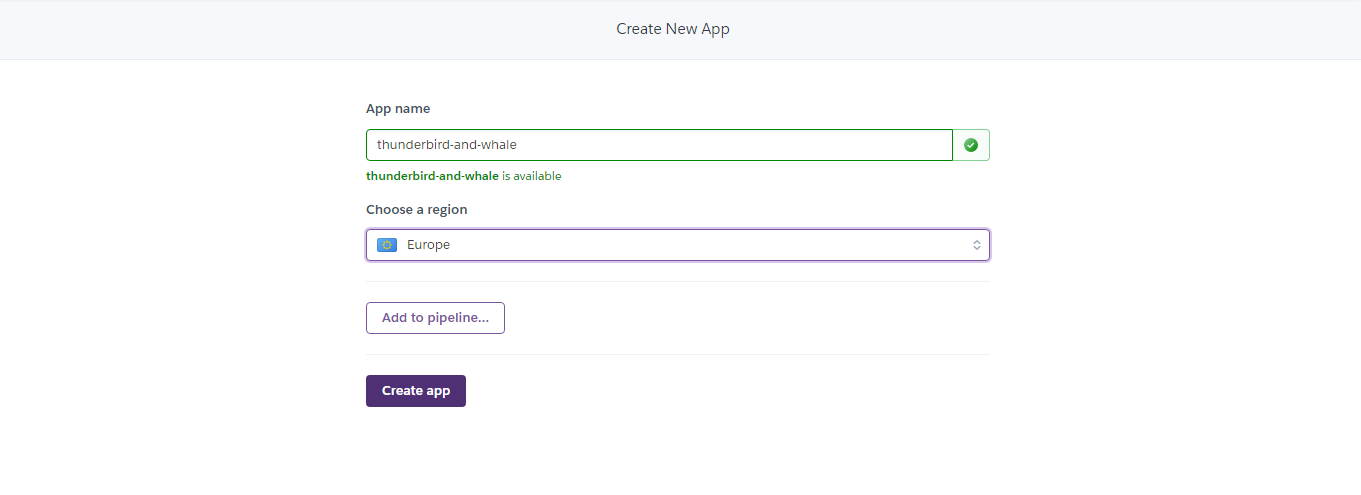 Create New App
App name
thunderbird-and-whale
thunderbird-and-whale is available
Choose a region
Europe
Add to pipeline...
Create app